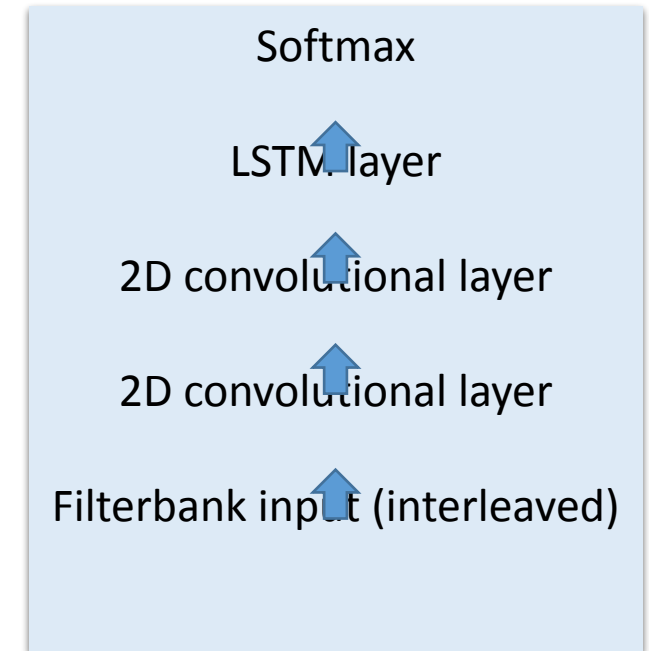 Softmax
LSTM layer
2D convolutional layer
2D convolutional layer
Filterbank input (interleaved)